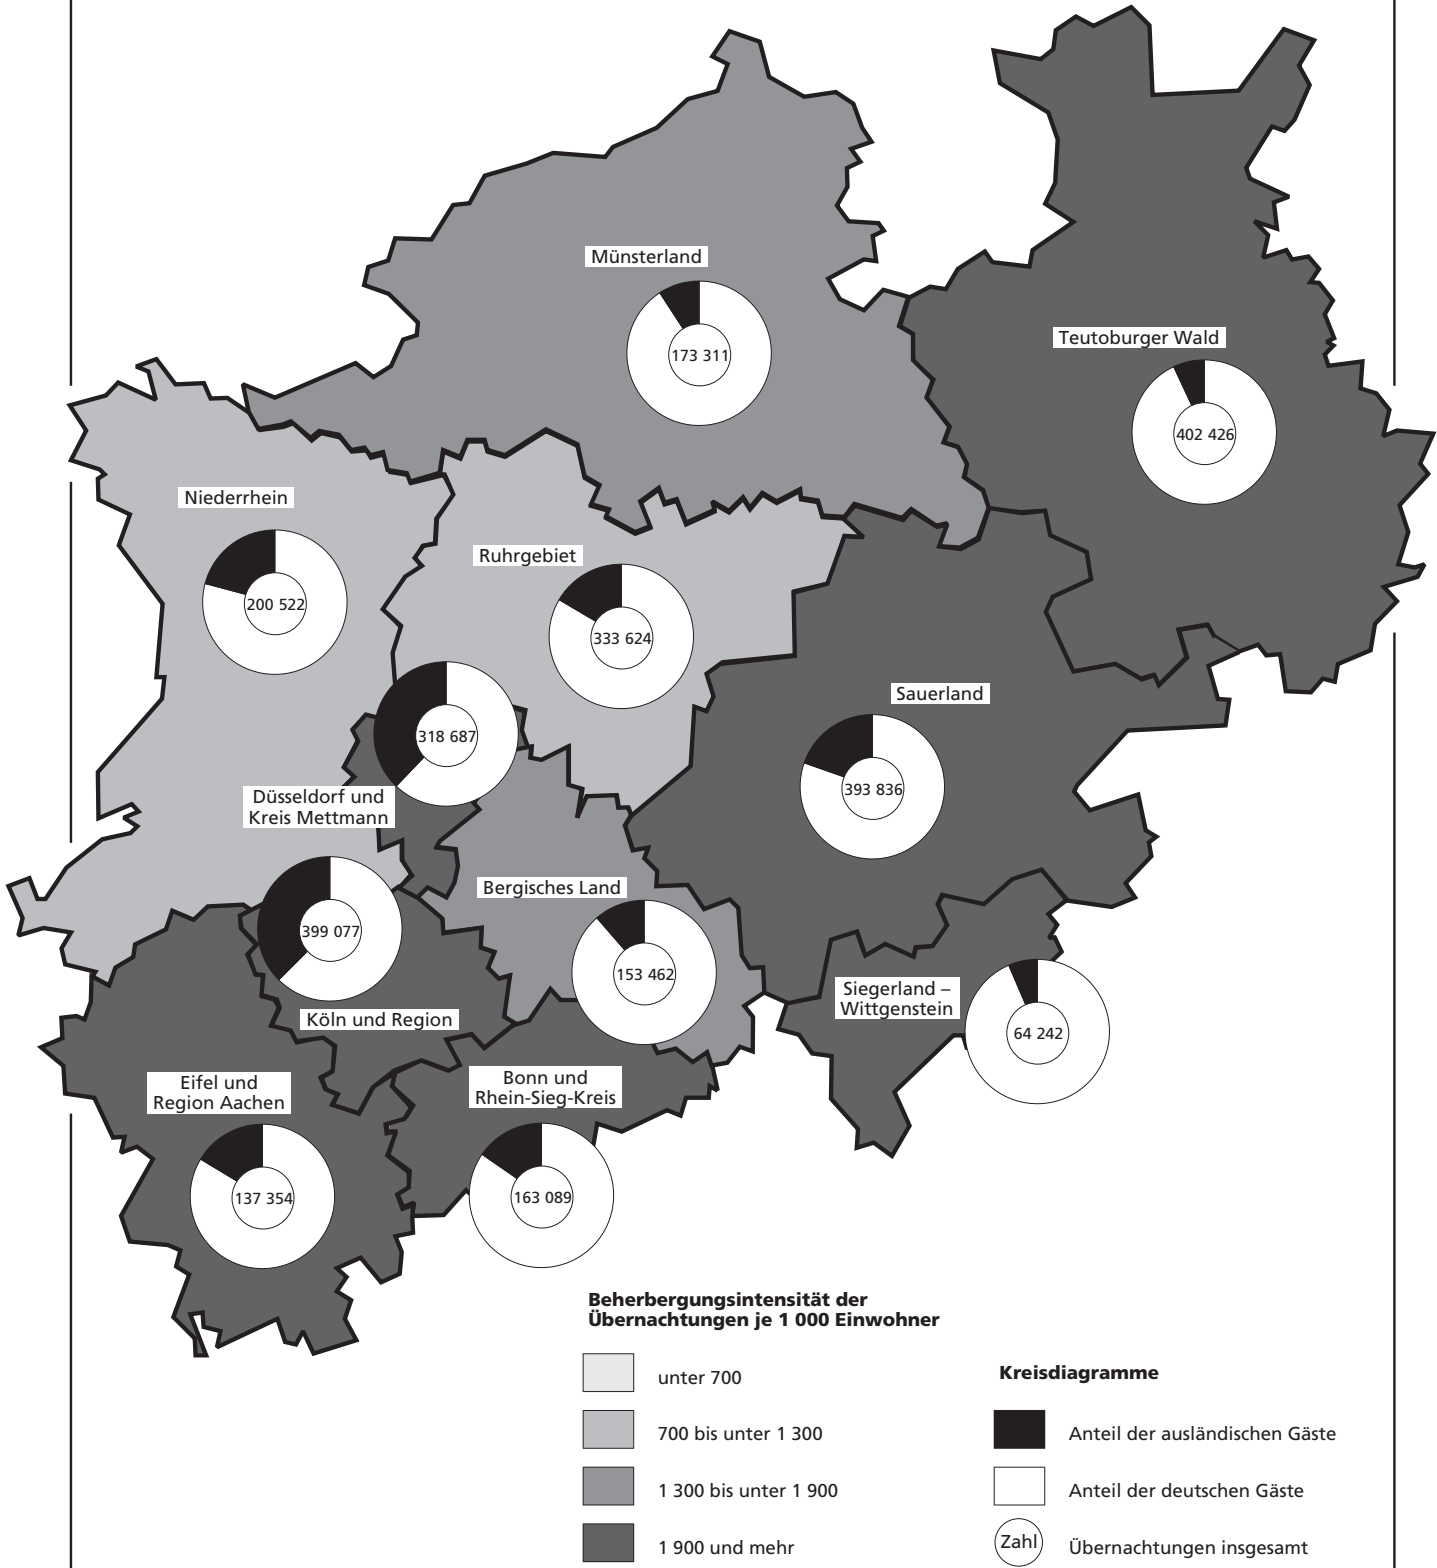 Münsterland
173 311
Teutoburger Wald
402 426
Niederrhein
200 522
Ruhrgebiet
333 624
318 687
Düsseldorf und
Kreis Mettmann
Sauerland
393 836
Bergisches Land
153 462
399 077
Köln und Region
Siegerland –
Wittgenstein
64 242
Eifel und
Region Aachen
137 354
Bonn und
Rhein-Sieg-Kreis
163 089
Beherbergungsintensität der
Übernachtungen je 1 000 Einwohner
unter 700
700 bis unter 1 300
1 300 bis unter 1 900
1 900 und mehr
Kreisdiagramme
Anteil der ausländischen Gäste
Anteil der deutschen Gäste
Zahl
Übernachtungen insgesamt